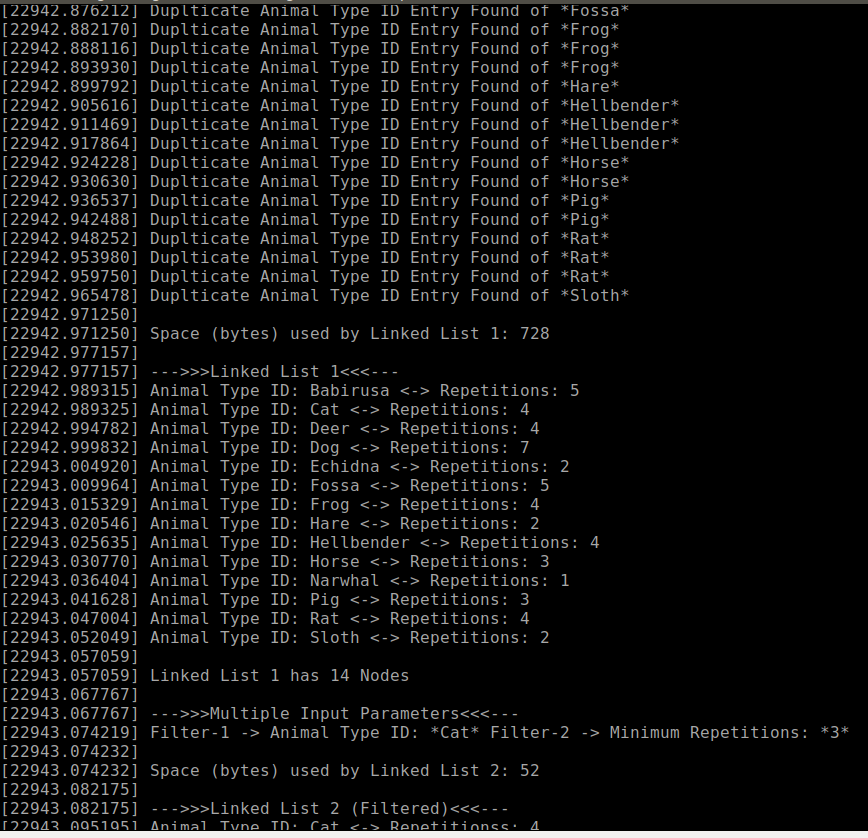 [22942.876212] Duplticate Animal Type ID Entry Found of *Fossa*
[22942.882170] Duplticate Animal Type ID Entry Found of *Frog*
[22942.888116] Duplticate Animal Type ID Entry Found of *Frog*
[22942.893930] Duplticate Animal Type ID Entry Found of *Frog*
[22942.899792] Duplticate Animal Type ID Entry Found of *Hare*
[22942.905616] Duplticate Animal Type ID Entry Found of *Hellbender*
[22942.911469] Duplticate Animal Type ID Entry Found of *Hellbender*
[22942.917864] Duplticate Animal Type ID Entry Found of *Hellbender*
[22942.924228] Duplticate Animal Type ID Entry Found of *Horse*
[22942.930630] Duplticate Animal Type ID Entry Found of *Horse*
[22942.936537] Duplticate Animal Type ID Entry Found of *Pig*
[22942.942488] Duplticate Animal Type ID Entry Found of *Pig*
[22942.948252] Duplticate Animal Type ID Entry Found of *Rat*
[22942.953980] Duplticate Animal Type ID Entry Found of *Rat*
[22942.959750] Duplticate Animal Type ID Entry Found of *Rat*
[22942.965478] Duplticate Animal Type ID Entry Found of *Sloth*
[22942.971250]
[22942.971250] Space (bytes) used by Linked List 1: 728
[22942.977157]
[22942.977157] --->>>Linked List 1<<<---
[22942.989315] Animal Type ID: Babirusa <-> Repetitions: 5
[22942.989325] Animal Type ID: Cat <-> Repetitions: 4
[22942.994782] Animal Type ID: Deer <-> Repetitions: 4
[22942.999832] Animal Type ID: Dog <-> Repetitions: 7
[22943.004920] Animal Type ID: Echidna <-> Repetitions: 2
[22943.009964] Animal Type ID: Fossa <-> Repetitions: 5
[22943.015329] Animal Type ID: Frog <-> Repetitions: 4
[22943.020546] Animal Type ID: Hare <-> Repetitions: 2
[22943.025635] Animal Type ID: Hellbender <-> Repetitions: 4
[22943.030770] Animal Type ID: Horse <-> Repetitions: 3
[22943.036404] Animal Type ID: Narwhal <-> Repetitions: 1
[22943.041628] Animal Type ID: Pig <-> Repetitions: 3
[22943.047004] Animal Type ID: Rat <-> Repetitions: 4
[22943.052049] Animal Type ID: Sloth <-> Repetitions: 2
[22943.057059]
[22943.057059] Linked List 1 has 14 Nodes
[22943.067767]
[22943.067767] --->>>Multiple Input Parameters<<<---
[22943.074219] Filter-1 -> Animal Type ID: *Cat* Filter-2 -> Minimum Repetitions: *3*
[22943.074232]
[22943.074232] Space (bytes) used by Linked List 2: 52
[22943.082175]
[22943.082175] --->>>Linked List 2 (Filtered)<<<---
[22943.095195] Animal Type ID: Cat <-> Repetitionss: 4